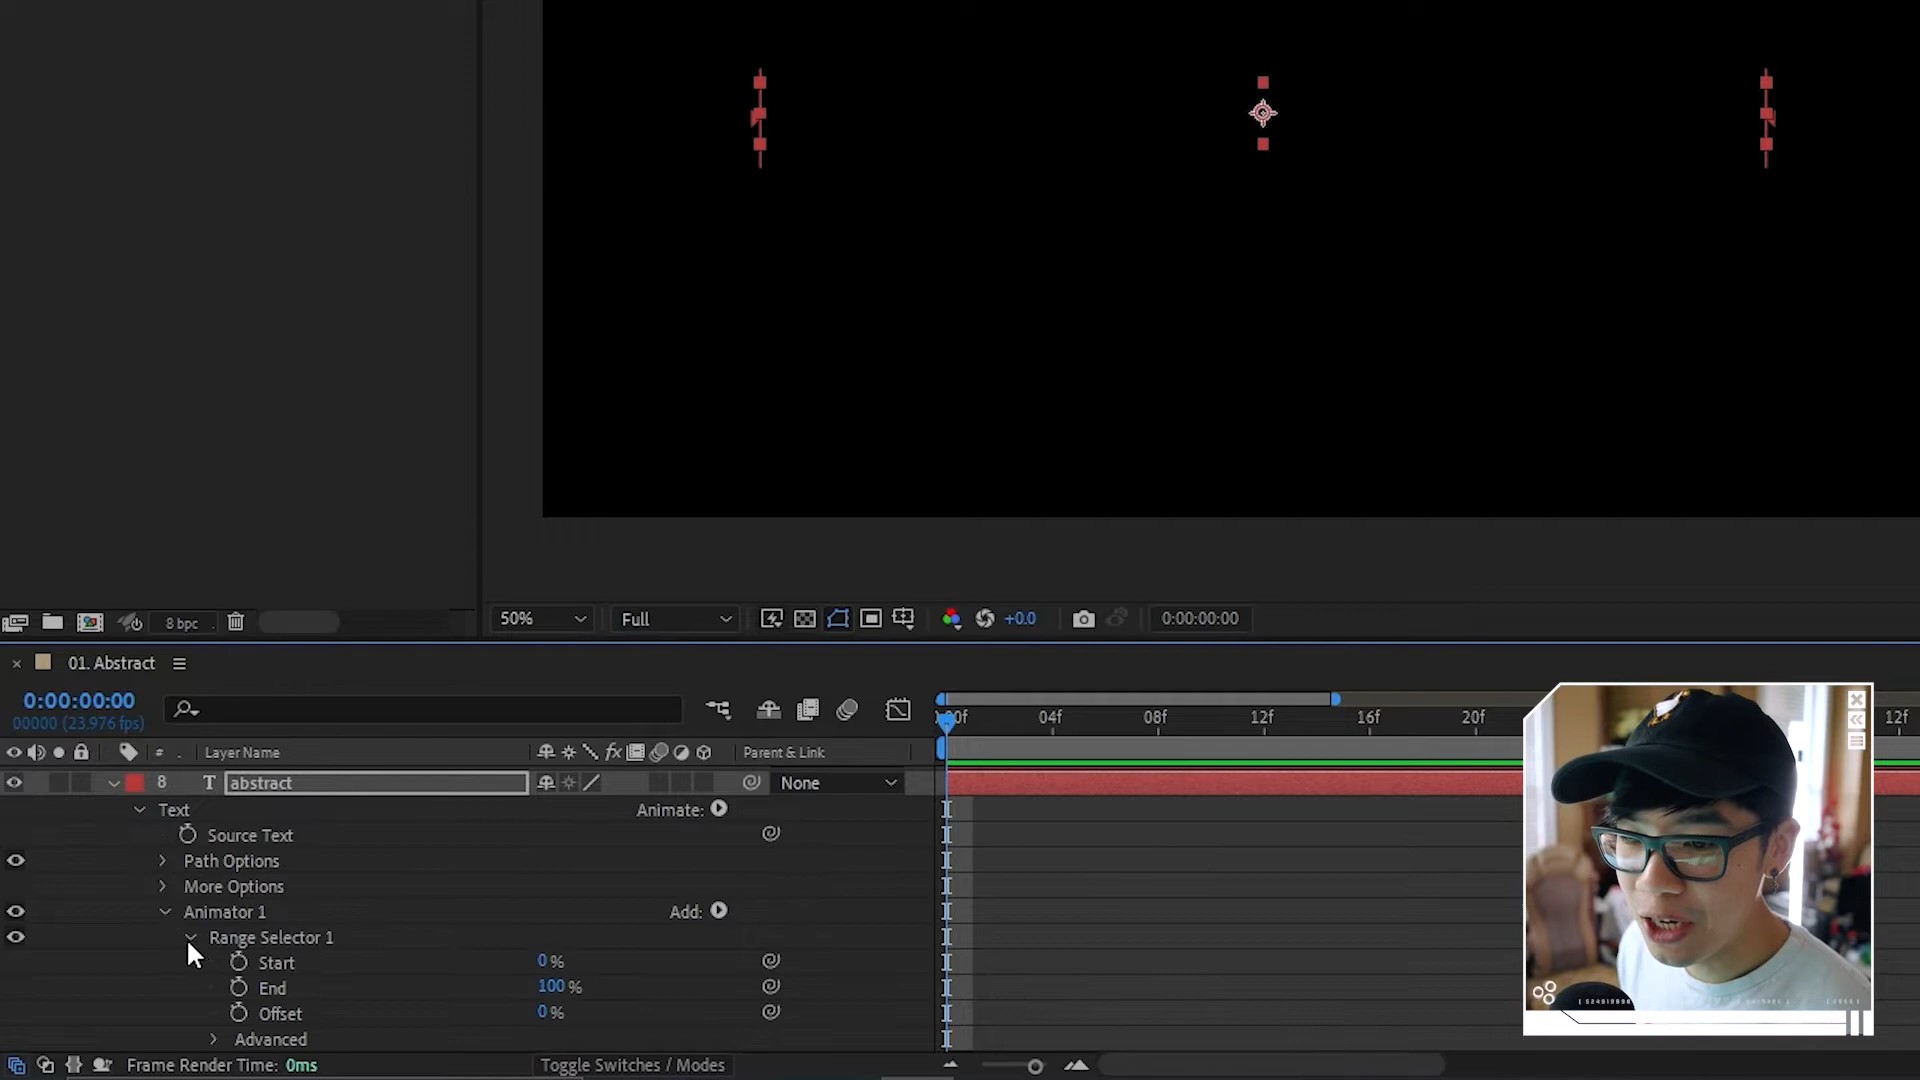 8 bpc
50%
Full
+0.0
0:00:00:00
01. Abstract
0:00:00:00
00000 (23.976 fps)
04f
08f
12f
16f
20f
12f
#
Layer Name
fx
Parent & Link
8
T
abstract
None
Text
Animate:
Source Text
Path Options
More Options
Animator 1
Add:
Range Selector 1
Start
0 %
End
100 %
Offset
0 %
Advanced
Frame Render Time: 0ms
Toggle Switches / Modes